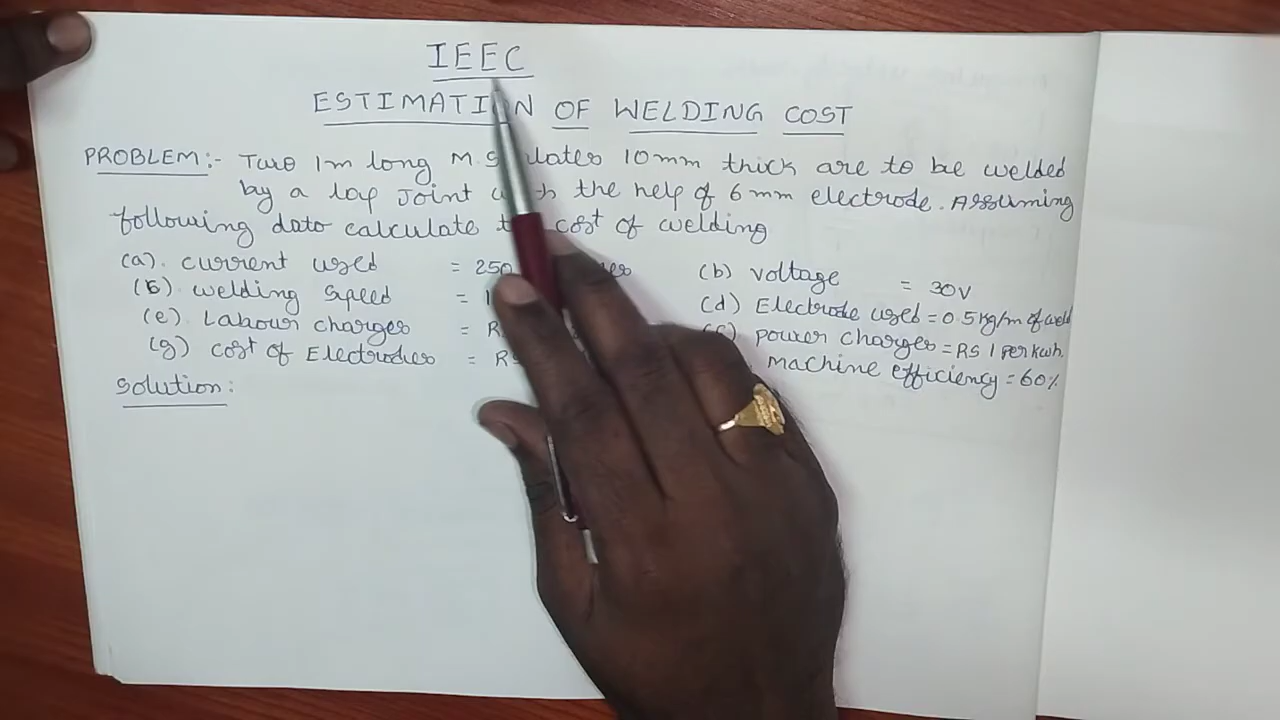 IEEC
ESTIMATION OF WELDING COST
PROBLEM:- Two 1m long M.S plates 10mm thick are to be welded
by a lap joint with the help of 6mm electrode. Assuming
following data calculate the cost of welding
(a). current used = 250
(b) voltage = 30V
welding speed =
(d) Electrode used = 0.5kg/m of weld
(e). Labour charges = R
power charges = RS 1 per kwh.
(g) cost of Electrodes = RS
machine efficiency = 60%
Solution: